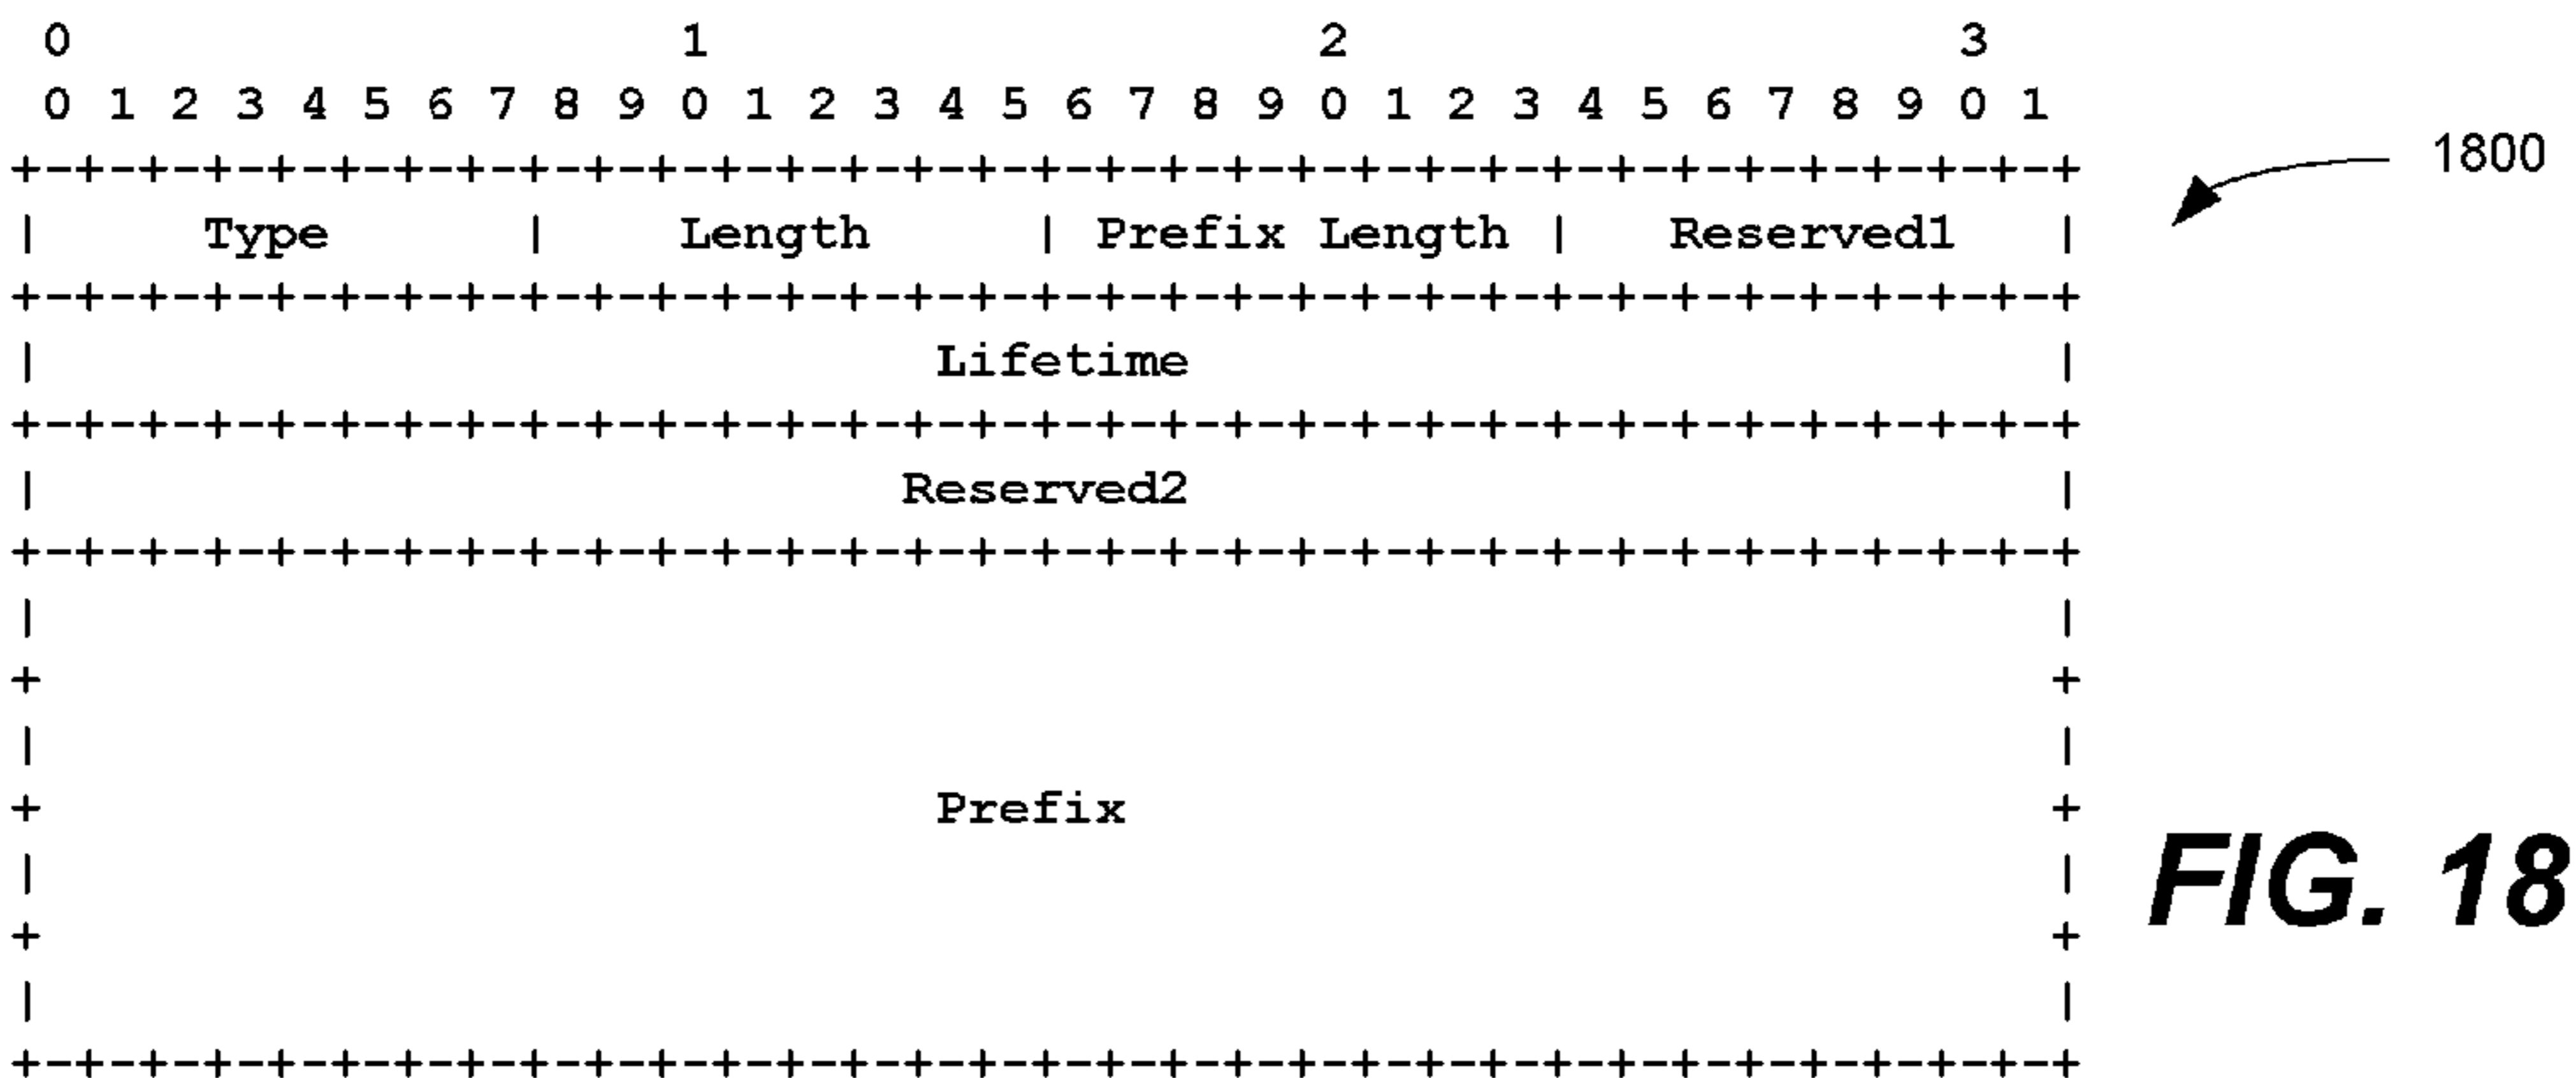 0                   1                   2                   3
0 1 2 3 4 5 6 7 8 9 0 1 2 3 4 5 6 7 8 9 0 1 2 3 4 5 6 7 8 9 0 1
+-+-+-+-+-+-+-+-+-+-+-+-+-+-+-+-+-+-+-+-+-+-+-+-+-+-+-+-+-+-+-+-+ 1800
| Type | Length | Prefix Length | Reserved1 |
+-+-+-+-+-+-+-+-+-+-+-+-+-+-+-+-+-+-+-+-+-+-+-+-+-+-+-+-+-+-+-+-+
| Lifetime |
+-+-+-+-+-+-+-+-+-+-+-+-+-+-+-+-+-+-+-+-+-+-+-+-+-+-+-+-+-+-+-+-+
| Reserved2 |
+-+-+-+-+-+-+-+-+-+-+-+-+-+-+-+-+-+-+-+-+-+-+-+-+-+-+-+-+-+-+-+-+
| |
+ +
| |
+ Prefix +
| |
+ +
| |
+-+-+-+-+-+-+-+-+-+-+-+-+-+-+-+-+-+-+-+-+-+-+-+-+-+-+-+-+-+-+-+-+
FIG. 18